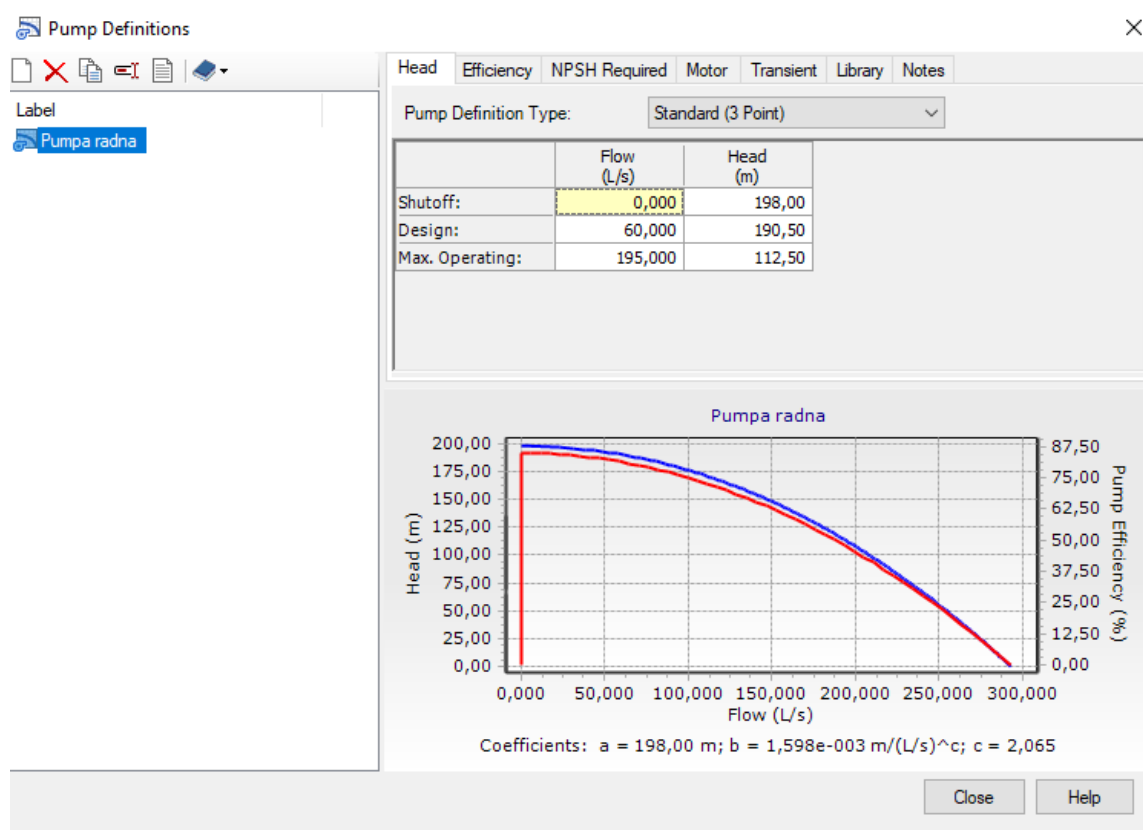 Pump Definitions
Head Efficiency NPSH Required Motor Transient Library Notes
Label
Pumpa radna
Pump Definition Type: Standard (3 Point)
Flow (L/s) Head (m)
Shutoff: 0,000 198,00
Design: 60,000 190,50
Max. Operating: 195,000 112,50
Pumpa radna
Head (m)
200,00
175,00
150,00
125,00
100,00
75,00
50,00
25,00
0,00
87,50
75,00
62,50
50,00
37,50
25,00
12,50
0,00
Pump Efficiency (%)
0,000 50,000 100,000 150,000 200,000 250,000 300,000
Flow (L/s)
Coefficients: a = 198,00 m; b = 1,598e-003 m/(L/s)^c; c = 2,065
Close Help